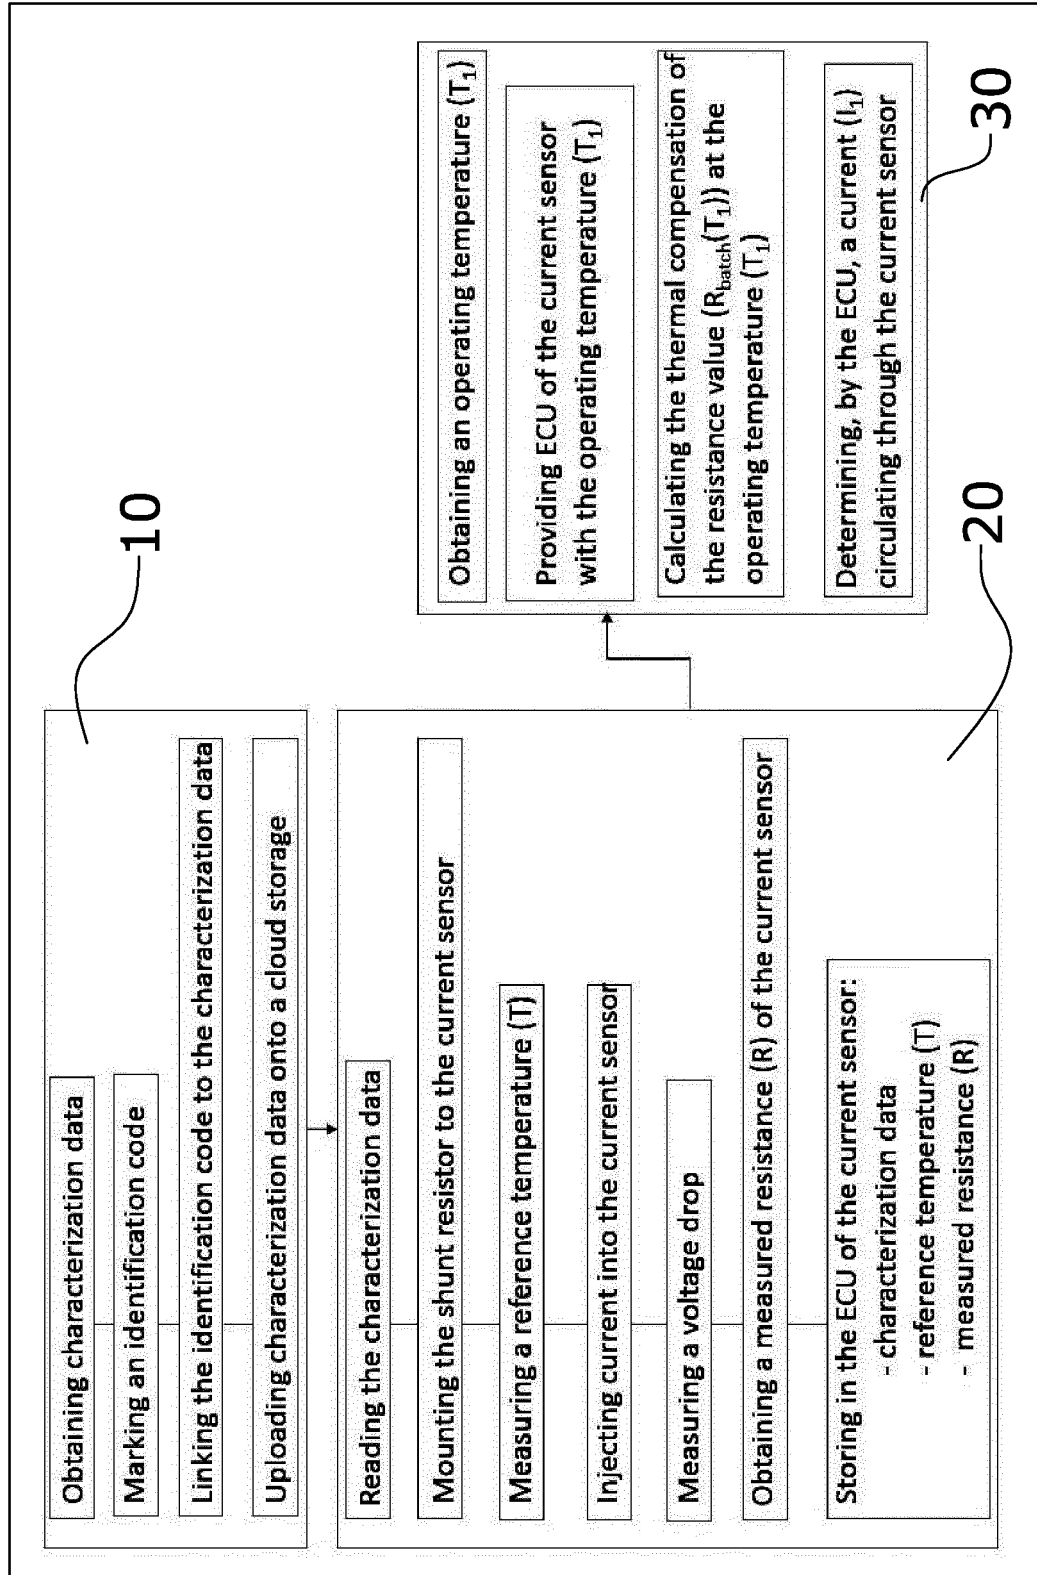 10
Obtaining characterization data
Marking an identification code
Linking the identification code to the characterization data
Uploading characterization data onto a cloud storage
Reading the characterization data
Mounting the shunt resistor to the current sensor
Measuring a reference temperature (T)
Injecting current into the current sensor
Measuring a voltage drop
Obtaining a measured resistance (R) of the current sensor
Storing in the ECU of the current sensor:
- characterization data
- reference temperature (T)
- measured resistance (R)
20
Obtaining an operating temperature (T₁)
Providing ECU of the current sensor
with the operating temperature (T₁)
Calculating the thermal compensation of
the resistance value (R_batch(T₁)) at the
operating temperature (T₁)
Determining, by the ECU, a current (I₁)
circulating through the current sensor
30